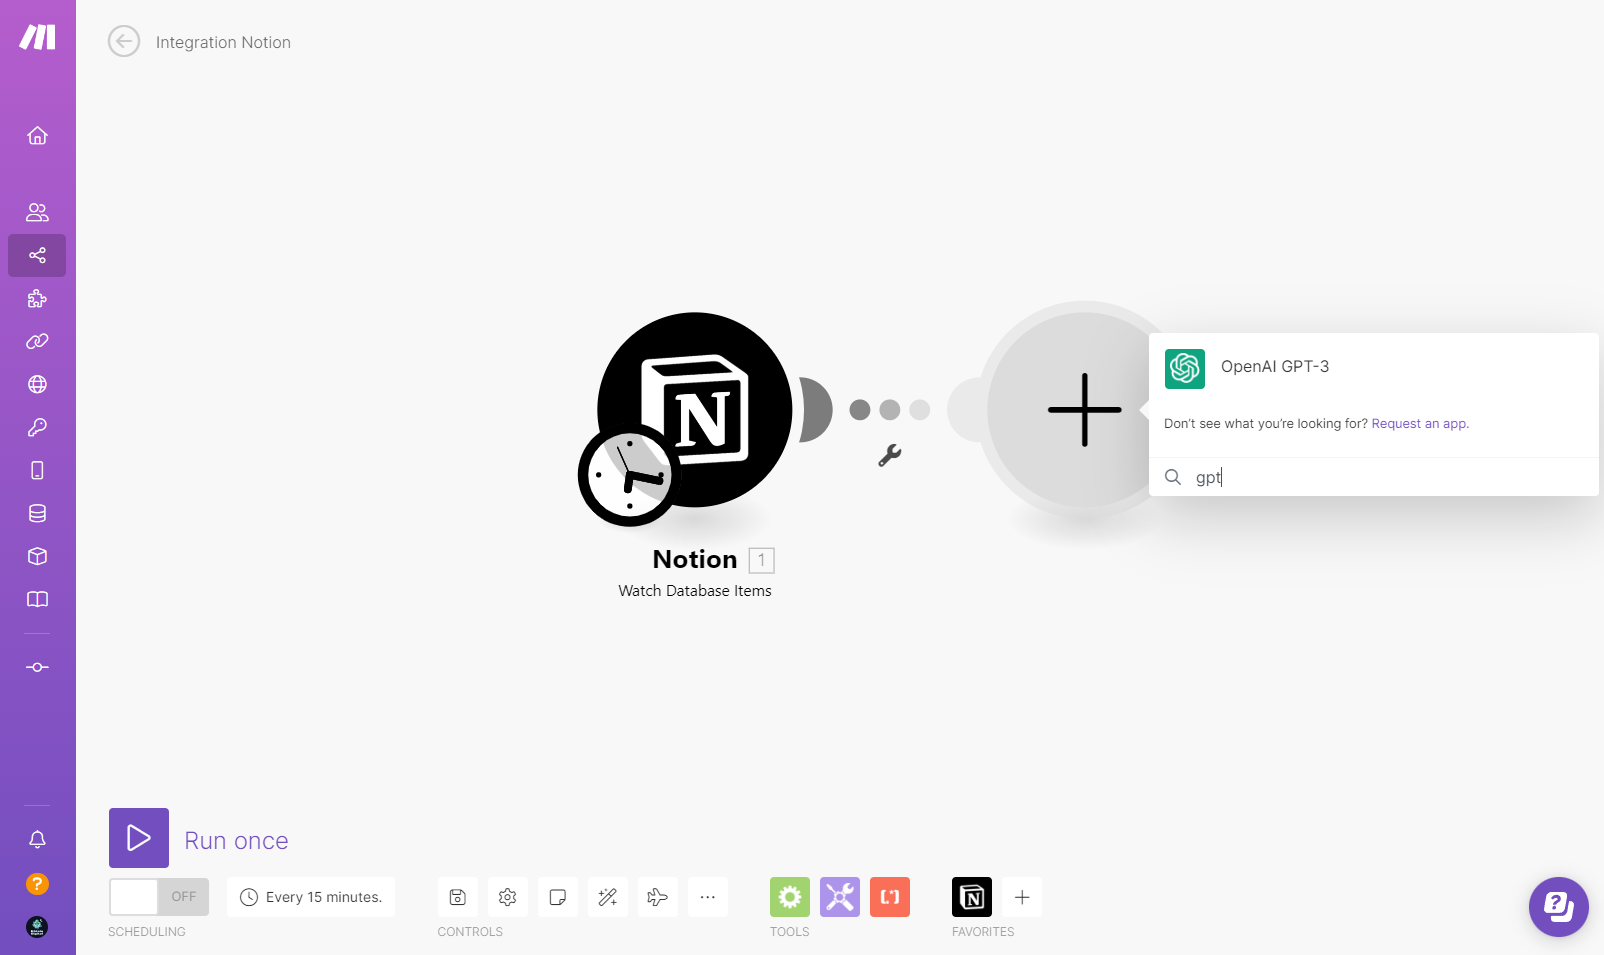 Integration Notion
OpenAI GPT-3
Don't see what you're looking for? Request an app.
gpt
Notion 1
Watch Database Items
Run once
OFF
Every 15 minutes.
SCHEDULING
CONTROLS
TOOLS
FAVORITES